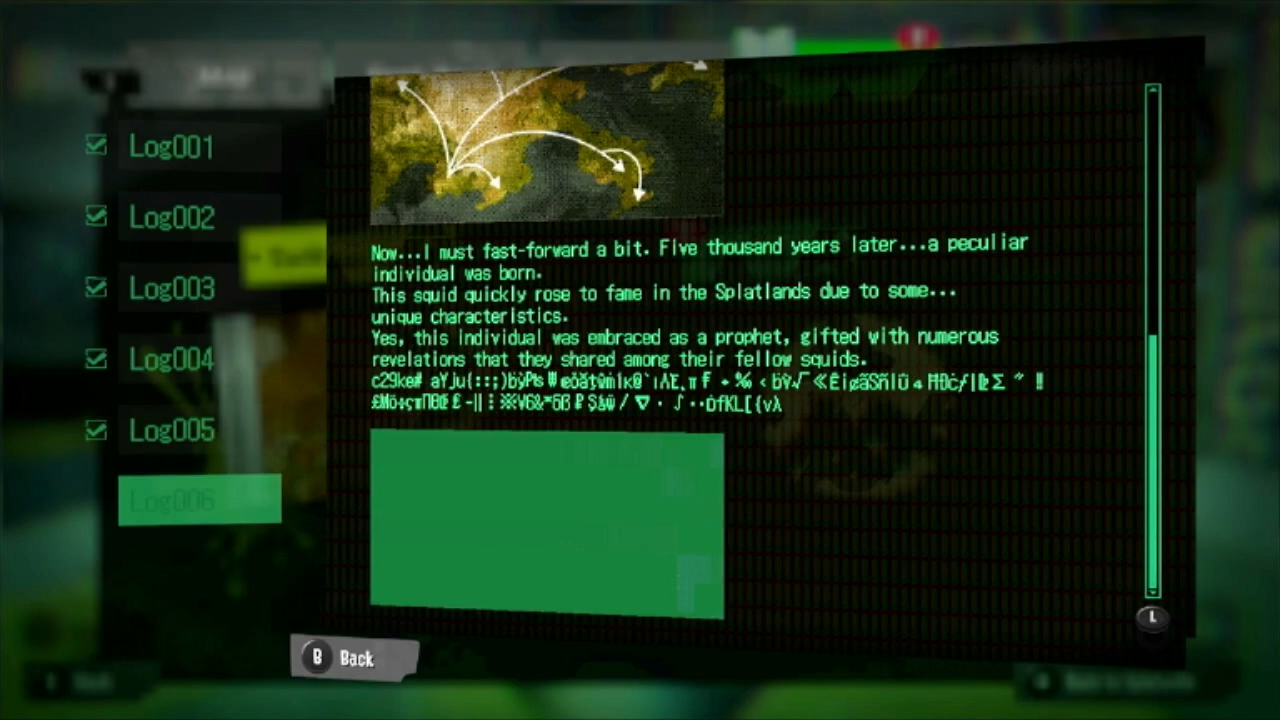 Log001
Log002
Log003
Log004
Log005
Log006
Now...I must fast-forward a bit. Five thousand years later...a peculiar
individual was born.
This squid quickly rose to fame in the Splatlands due to some...
unique characteristics.
Yes, this individual was embraced as a prophet, gifted with numerous
revelations that they shared among their fellow squids.
L
B Back